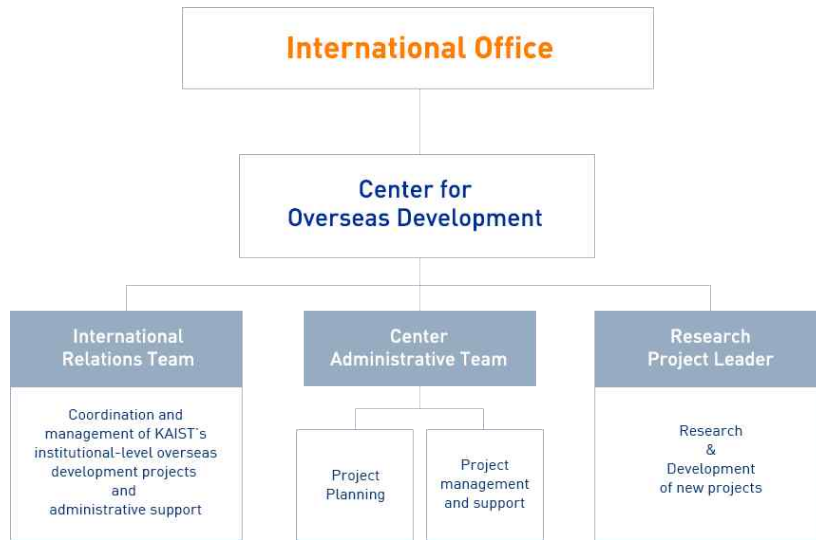 International Office
Center for
Overseas Development
International
Relations Team
Coordination and
management of KAIST's
institutional-level overseas
development projects
and
administrative support
Center
Administrative Team
Project
Planning
Project
management
and support
Research
Project Leader
Research
&
Development
of new projects